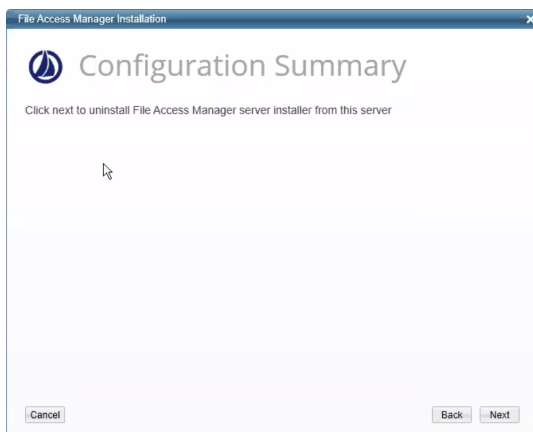 File Access Manager Installation
Configuration Summary
Click next to uninstall File Access Manager server installer from this server
Cancel
Back
Next